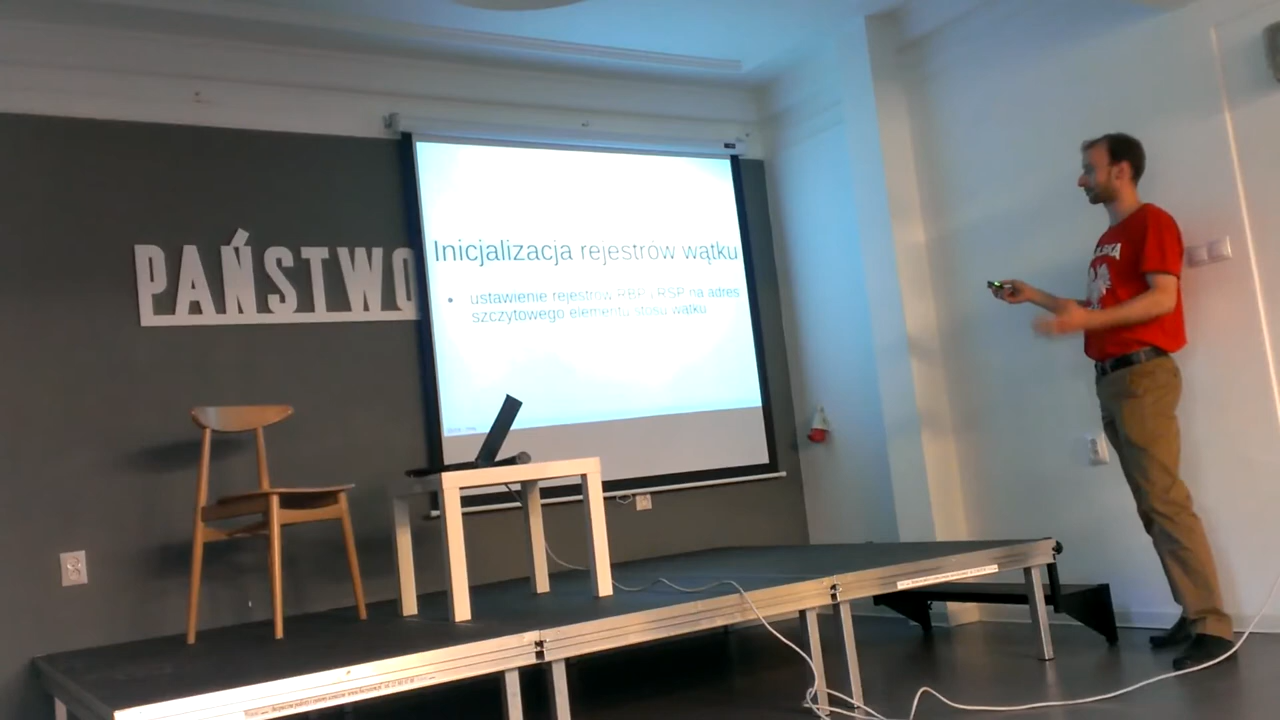 PAŃSTWO
Inicjalizacja rejestrów wątku
• ustawienie rejestrów RBP i RSP na adres
szczytowego elementu stosu wątku